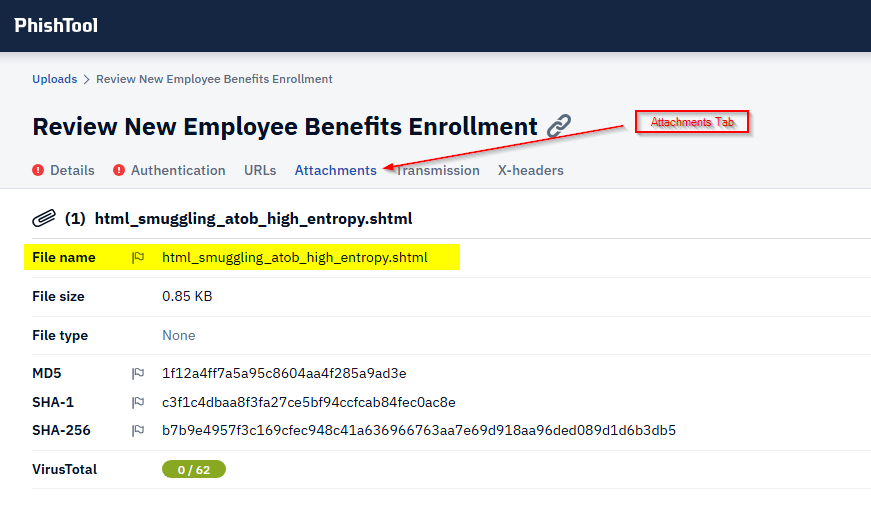 PhishTool
Uploads > Review New Employee Benefits Enrollment
Review New Employee Benefits Enrollment
Attachments Tab
Details Authentication URLs Attachments Transmission X-headers
(1) html_smuggling_atob_high_entropy.shtml
File name html_smuggling_atob_high_entropy.shtml
File size 0.85 KB
File type None
MD5 1f12a4ff7a5a95c8604aa4f285a9ad3e
SHA-1 c3f1c4dbaa8f3fa27ce5bf94ccfcab84fec0ac8e
SHA-256 b7b9e4957f3c169cfec948c41a636966763aa7e69d918aa96ded089d1d6b3db5
VirusTotal 0 / 62